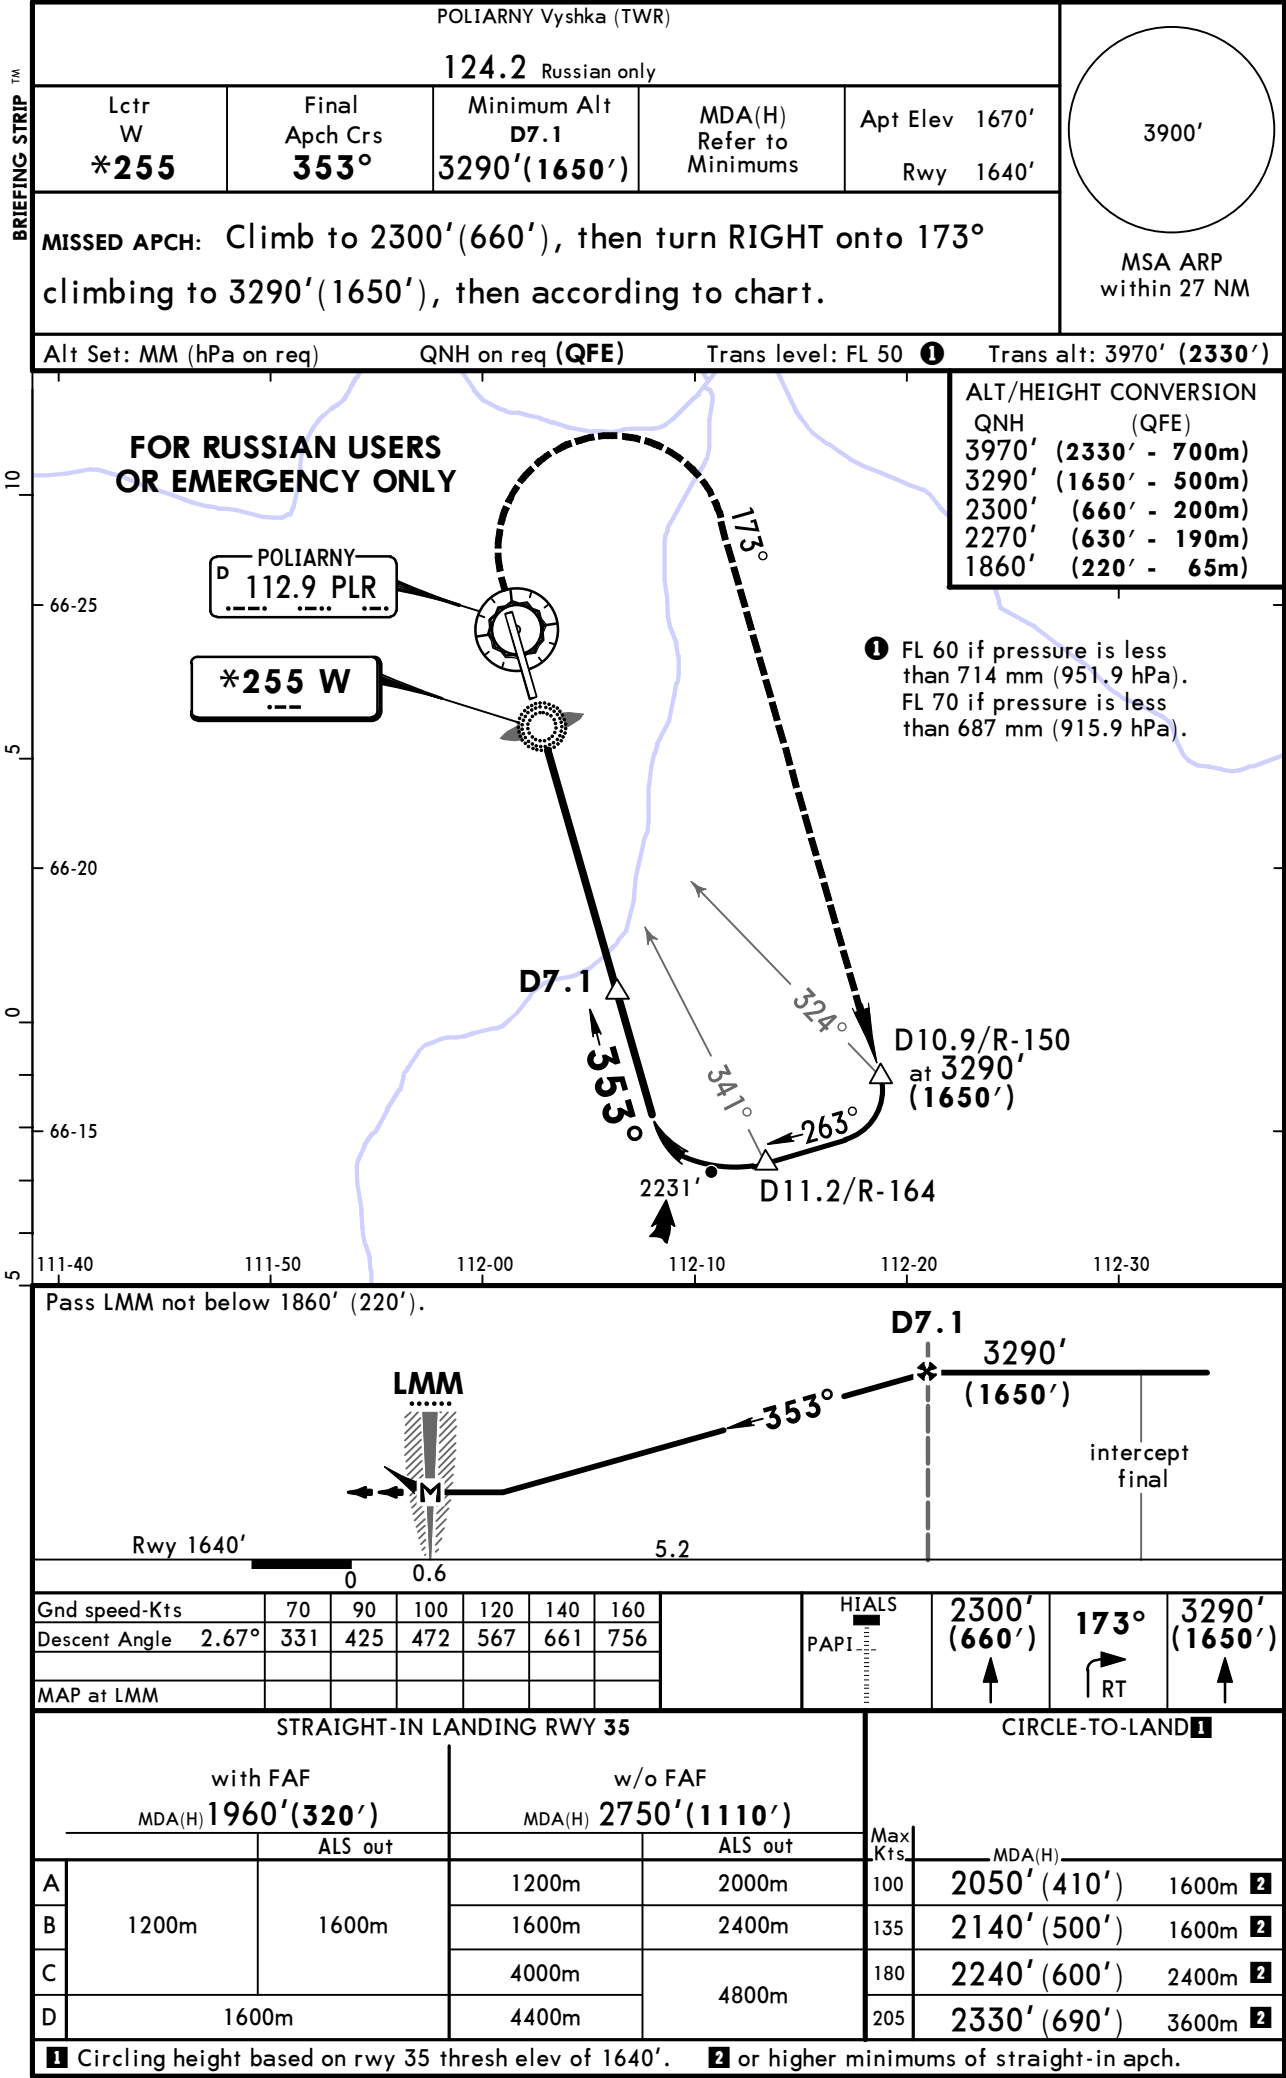 POLIARNY Vyshka (TWR)
124.2 Russian only
BRIEFING STRIP ™
Lctr
W
*255
Final
Apch Crs
353°
Minimum Alt
D7.1
3290'(1650')
MDA(H)
Refer to
Minimums
Apt Elev 1670'
Rwy 1640'
3900'
MSA ARP
within 27 NM
MISSED APCH: Climb to 2300'(660'), then turn RIGHT onto 173°
climbing to 3290'(1650'), then according to chart.
Alt Set: MM (hPa on req) QNH on req (QFE) Trans level: FL 50 1 Trans alt: 3970' (2330')
ALT/HEIGHT CONVERSION
QNH (QFE)
3970' (2330' - 700m)
3290' (1650' - 500m)
2300' (660' - 200m)
2270' (630' - 190m)
1860' (220' - 65m)
FOR RUSSIAN USERS
OR EMERGENCY ONLY
POLIARNY
D 112.9 PLR
*255 W
173°
1 FL 60 if pressure is less
than 714 mm (951.9 hPa).
FL 70 if pressure is less
than 687 mm (915.9 hPa).
10
5
0
5
66-25
66-20
66-15
D7.1
353°
324°
341°
263°
D10.9/R-150
at 3290'
(1650')
D11.2/R-164
2231'
111-40
111-50
112-00
112-10
112-20
112-30
Pass LMM not below 1860' (220').
D7.1
3290'
(1650')
LMM
353°
M
intercept
final
Rwy 1640'
5.2
0
0.6
Gnd speed-Kts 70 90 100 120 140 160
Descent Angle 2.67° 331 425 472 567 661 756
MAP at LMM
HIALS
PAPI
2300'
(660')
173°
RT
3290'
(1650')
STRAIGHT-IN LANDING RWY 35
CIRCLE-TO-LAND 1
with FAF
MDA(H) 1960'(320')
w/o FAF
MDA(H) 2750'(1110')
ALS out
ALS out
Max
Kts
MDA(H)
A 1200m 2000m 100 2050'(410') 1600m 2
B 1200m 1600m 1600m 2400m 135 2140'(500') 1600m 2
C 4000m 180 2240'(600') 2400m 2
4800m
D 1600m 4400m 205 2330'(690') 3600m 2
1 Circling height based on rwy 35 thresh elev of 1640'. 2 or higher minimums of straight-in apch.